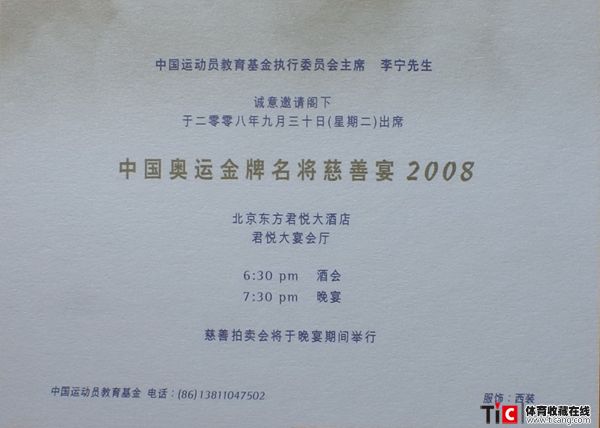 中国运动员教育基金执行委员会主席 李宁先生
诚意邀请阁下
于二零零八年九月三十日(星期二)出席
中国奥运金牌名将慈善宴 2008
北京东方君悦大酒店
君悦大宴会厅
6:30 pm 酒会
7:30 pm 晚宴
慈善拍卖会将于晚宴期间举行
中国运动员教育基金 电话：(86)13811047502
服饰：西装
TiC 体育收藏在线
www.ticang.com